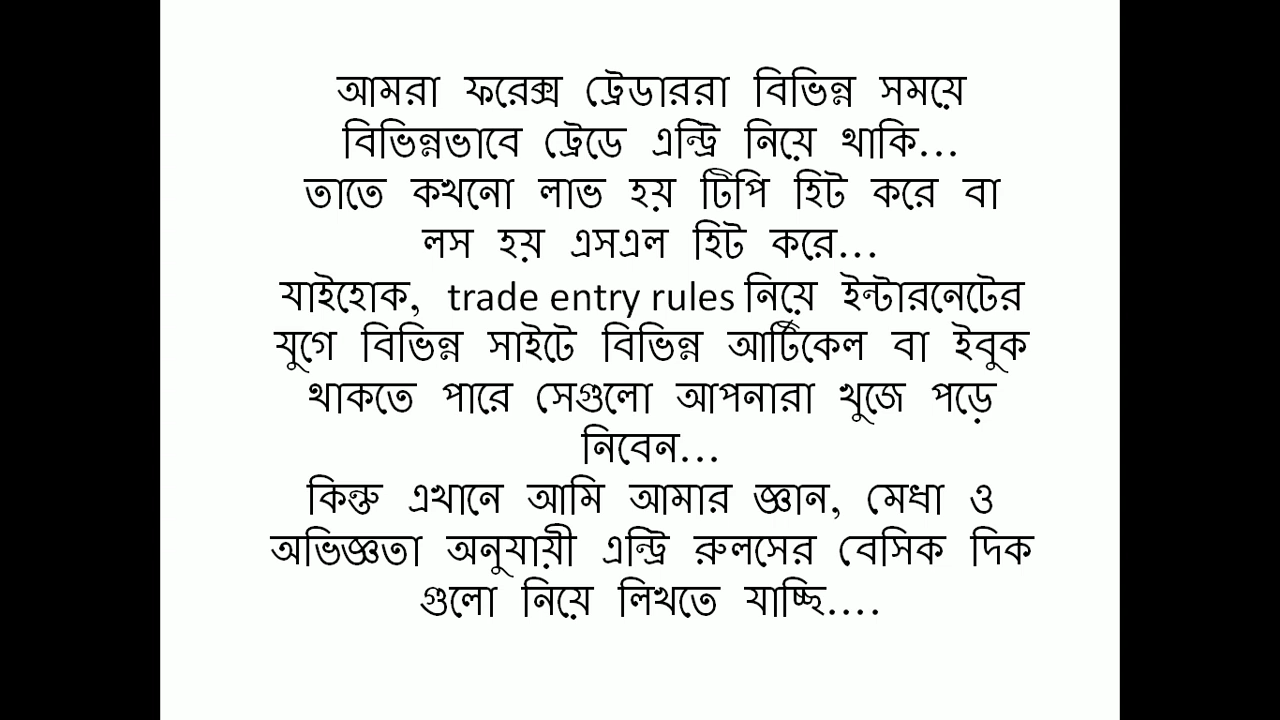 আমরা ফরেক্স ট্রেডাররা বিভিন্ন সময়ে
বিভিন্নভাবে ট্রেডে এন্ট্রি নিয়ে থাকি...
তাতে কখনো লাভ হয় টিপি হিট করে বা
লস হয় এসএল হিট করে...
যাইহোক, trade entry rules নিয়ে ইন্টারনেটের
যুগে বিভিন্ন সাইটে বিভিন্ন আর্টিকেল বা ইবুক
থাকতে পারে সেগুলো আপনারা খুজে পড়ে
নিবেন...
কিন্তু এখানে আমি আমার জ্ঞান, মেধা ও
অভিজ্ঞতা অনুযায়ী এন্ট্রি রুলসের বেসিক দিক
গুলো নিয়ে লিখতে যাচ্ছি....